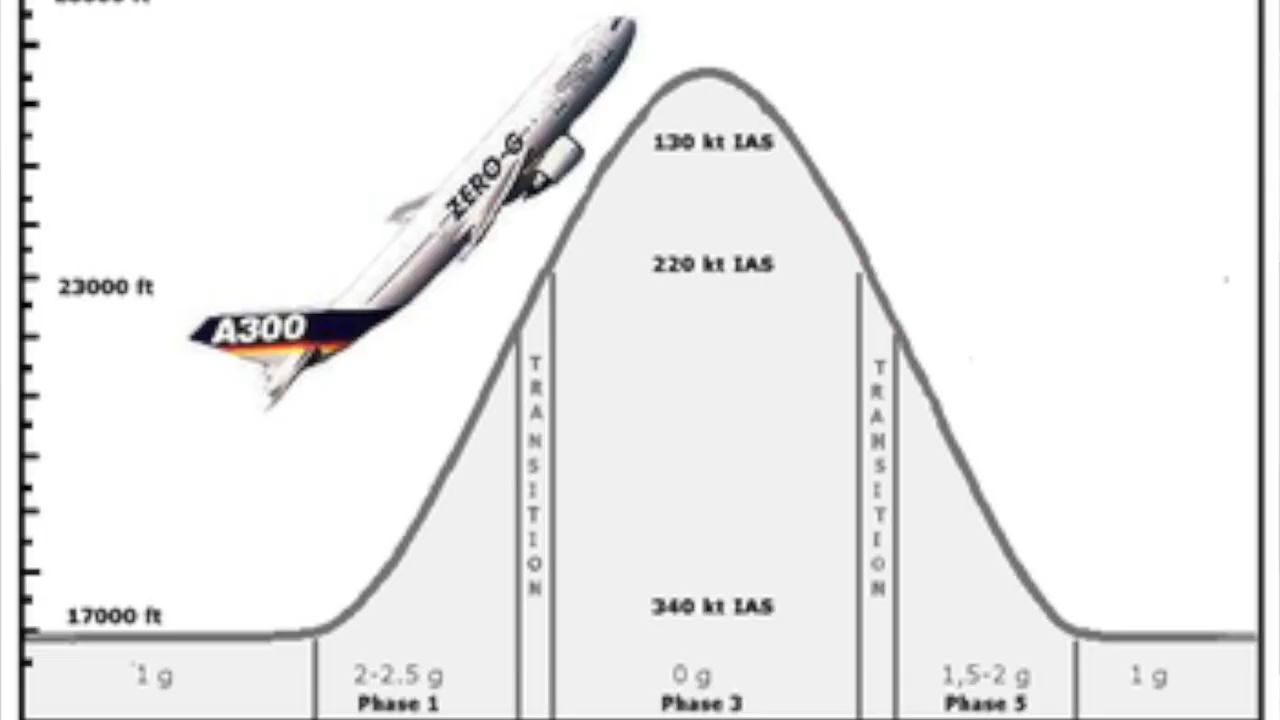 ZERO-G
130 kt IAS
220 kt IAS
23000 ft
A300
TRANSITION
TRANSITION
340 kt IAS
17000 ft
1 g
2-2.5 g
0 g
1,5-2 g
1 g
Phase 1
Phase 3
Phase 5